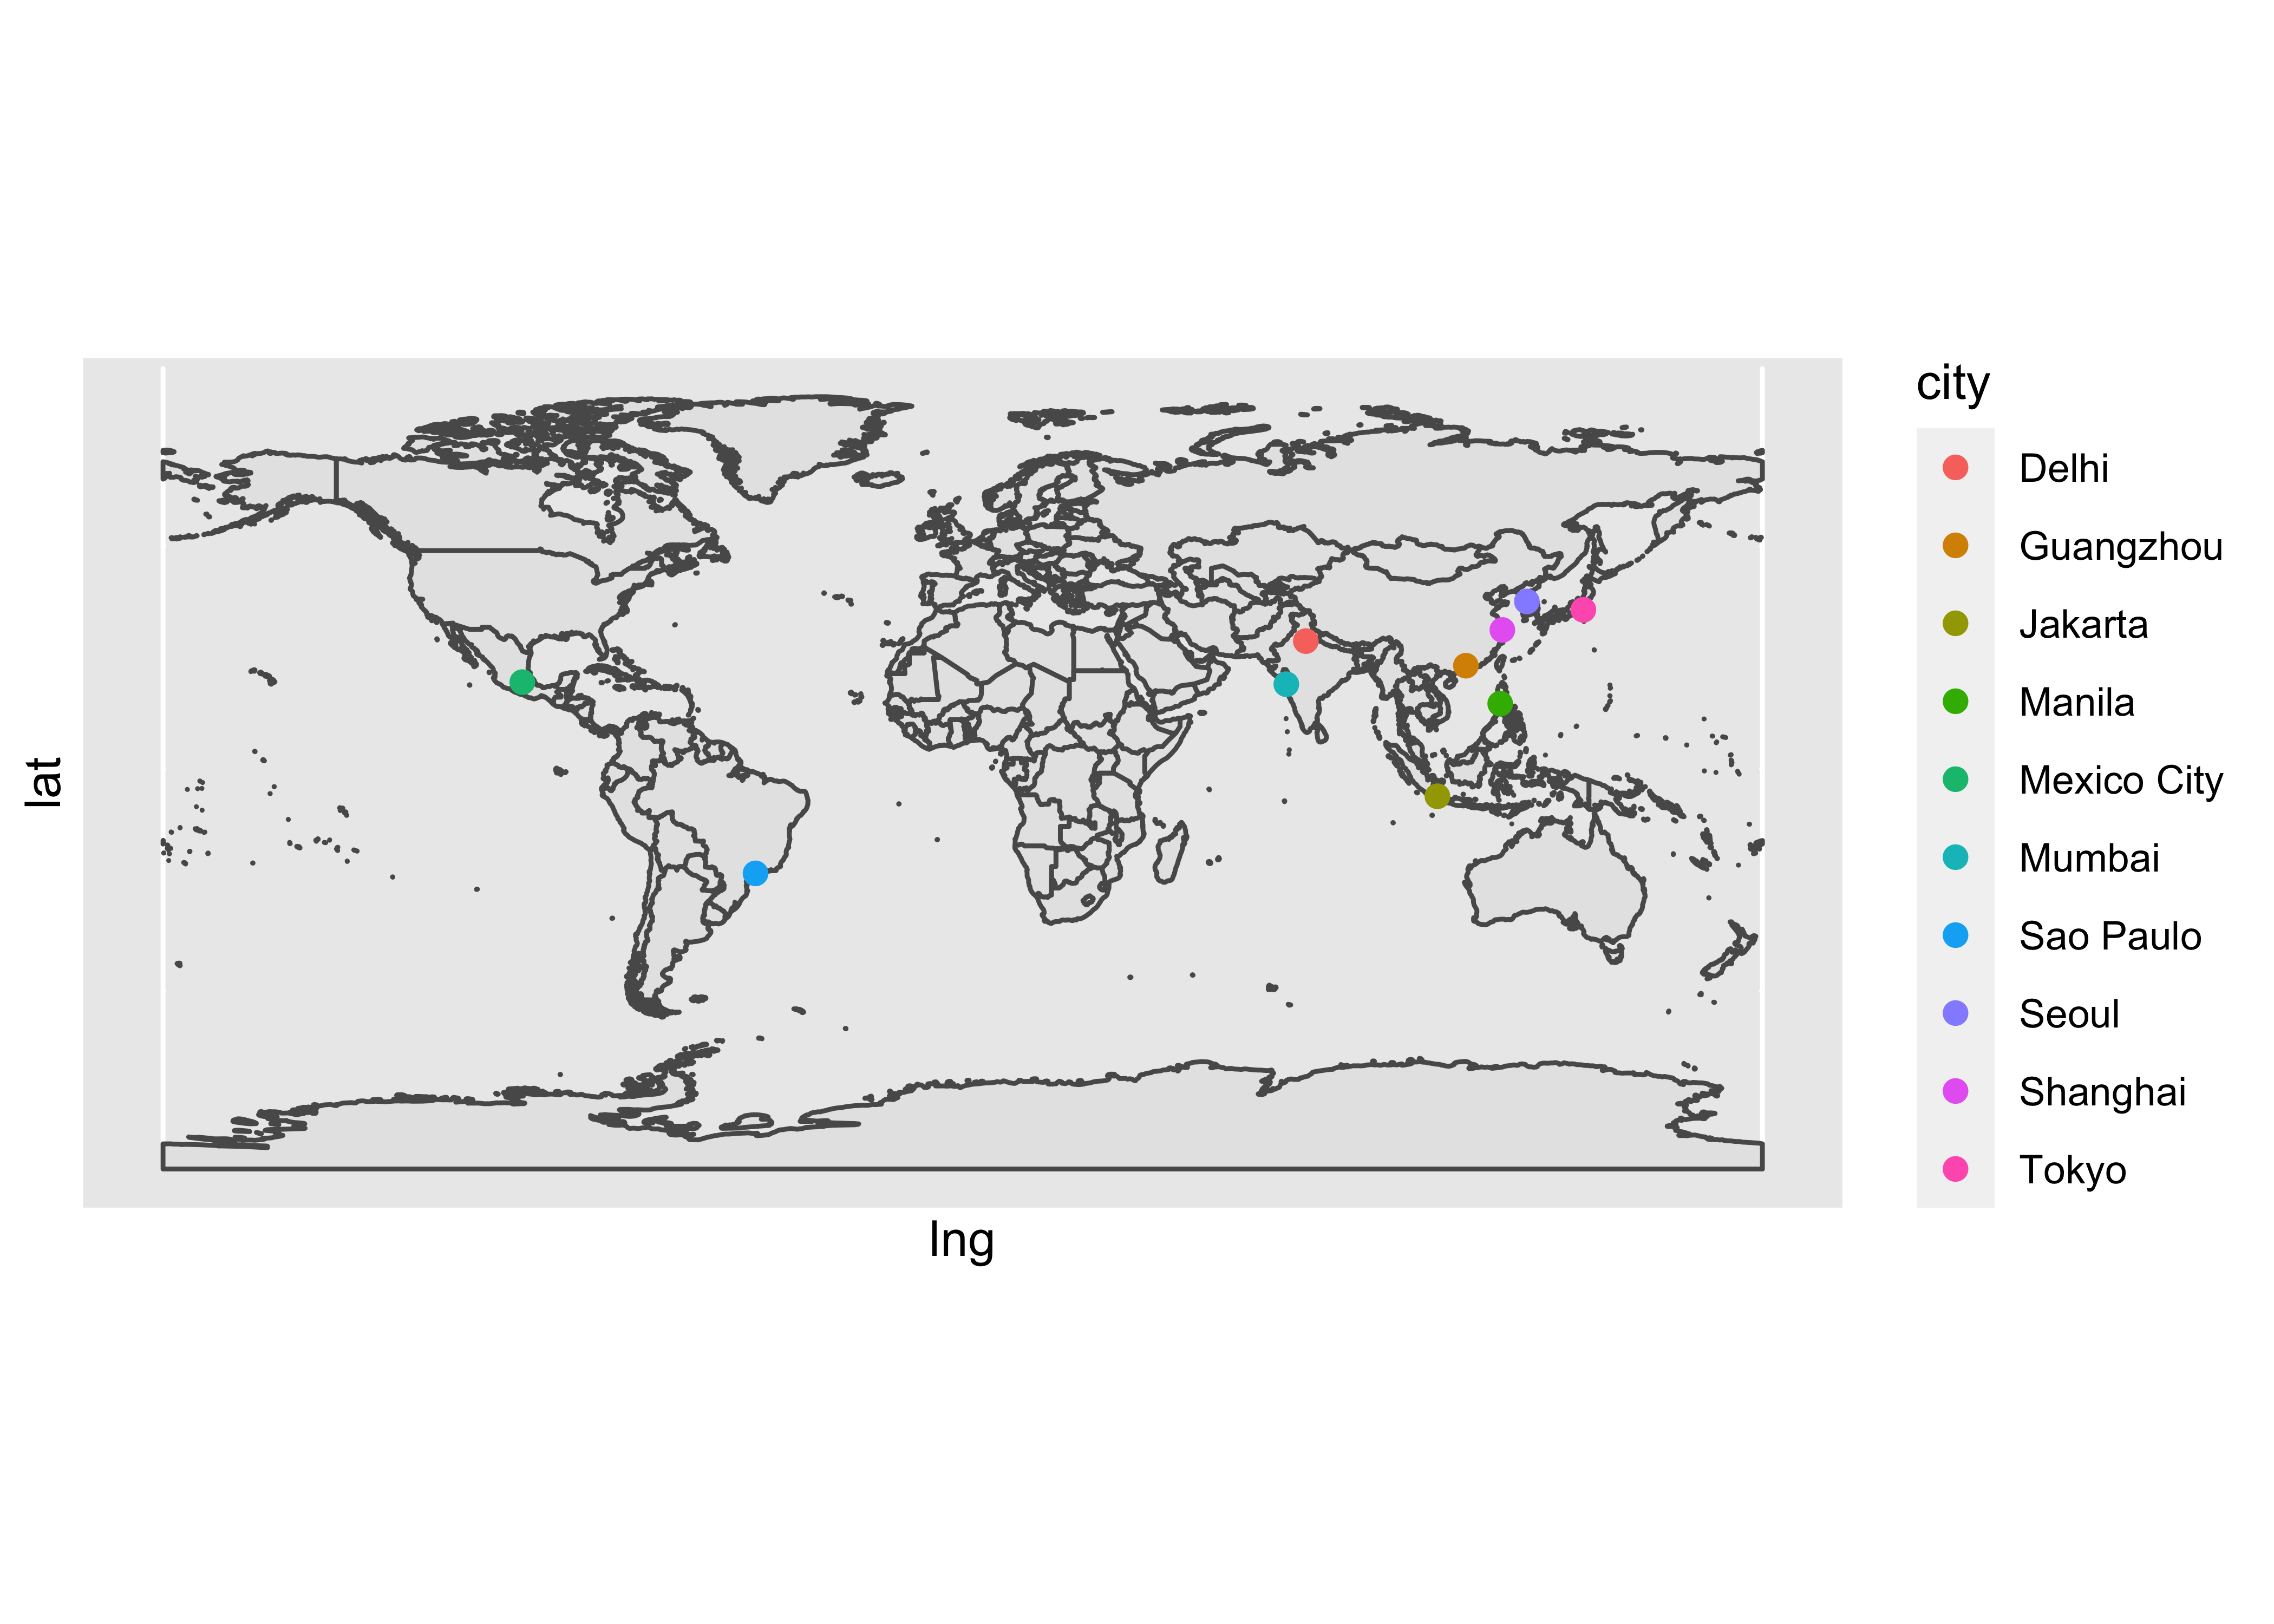 lat
lng
city
Delhi
Guangzhou
Jakarta
Manila
Mexico City
Mumbai
Sao Paulo
Seoul
Shanghai
Tokyo